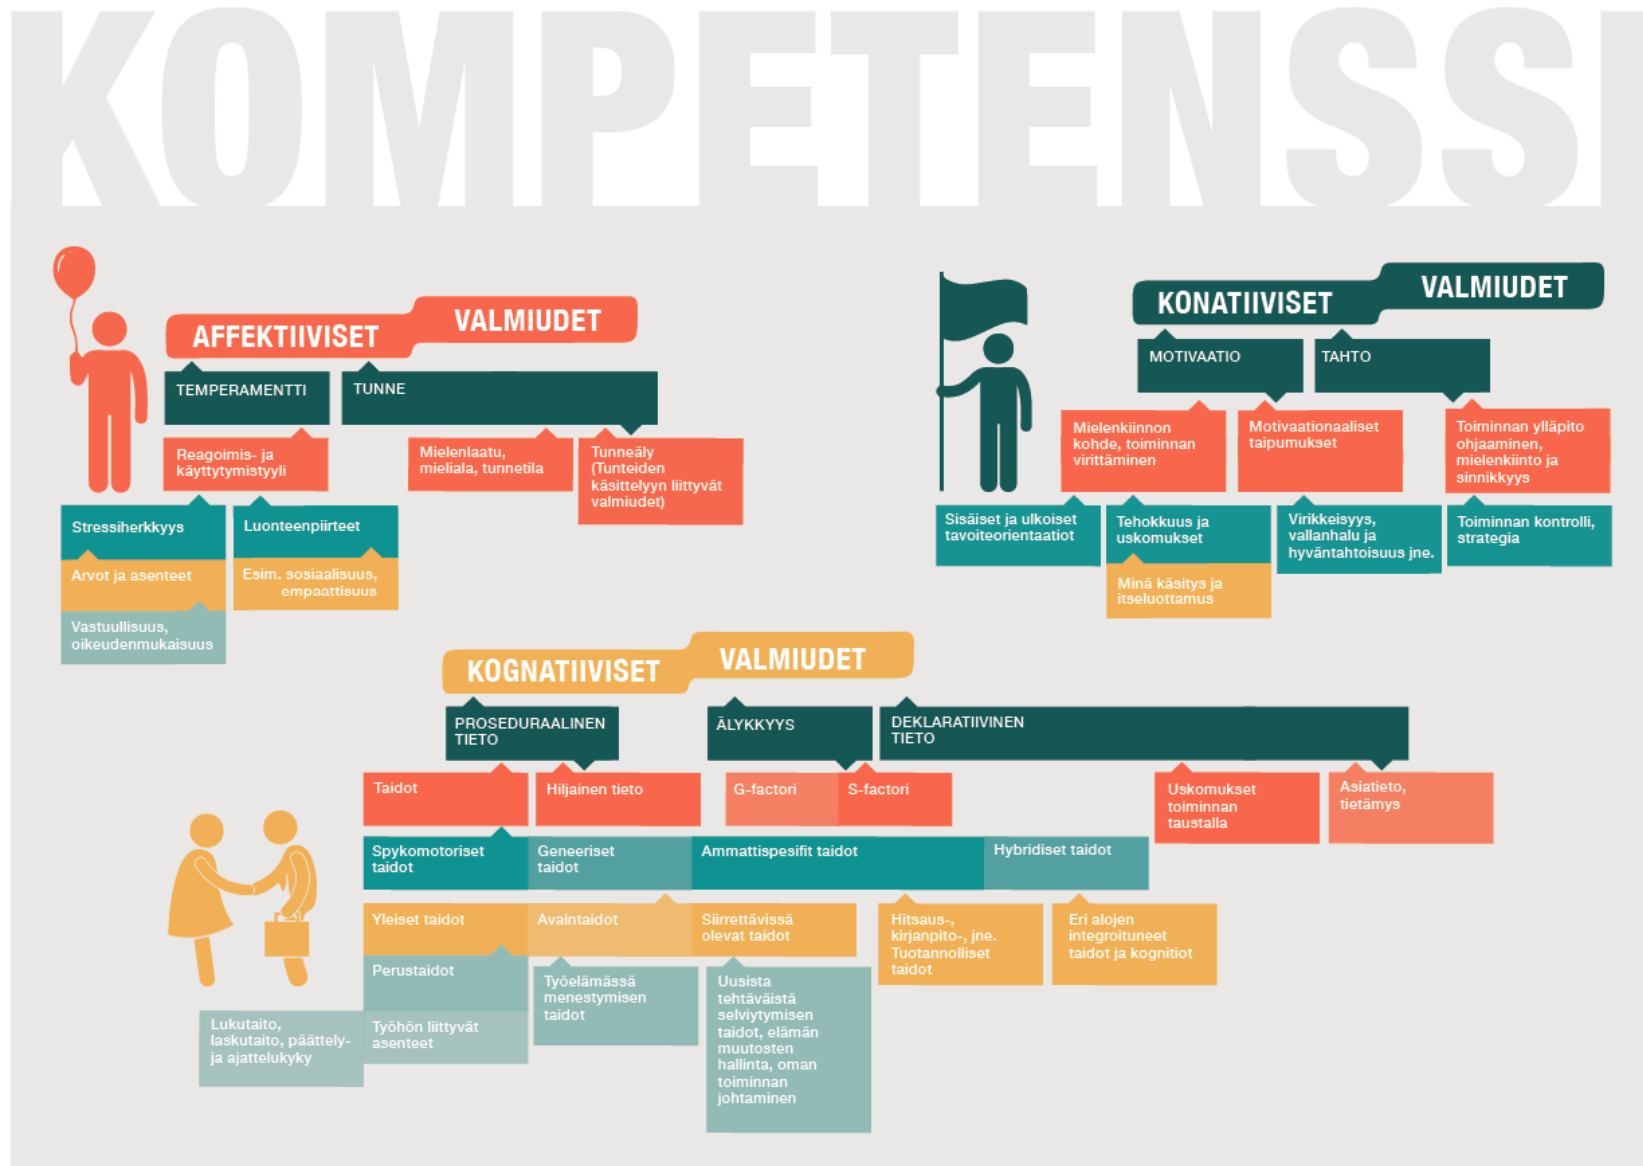 KOMPETENSSI
AFFEKTIIVISET VALMIUDET
TEMPERAMENTTI
TUNNE
Reagoimis- ja
käyttytymistyyli
Mielenlaatu,
mieliala, tunnetila
Tunneäly
(Tunteiden
käsittelyyn liittyvät
valmiudet)
Stressiherkkyys
Luonteenpiirteet
Arvot ja asenteet
Esim. sosiaalisuus,
empaattisuus
Vastuullisuus,
oikeudenmukaisuus
KONATIIVISET VALMIUDET
MOTIVAATIO
TAHTO
Mielenkiinnon
kohde, toiminnan
virittäminen
Motivaationaaliset
taipumukset
Toiminnan ylläpito
ohjaaminen,
mielenkiinto ja
sinnikkyys
Sisäiset ja ulkoiset
tavoiteorientaatiot
Tehokkuus ja
uskomukset
Virikkeisyys,
vallanhalu ja
hyväntahtoisuus jne.
Toiminnan kontrolli,
strategia
Minä käsitys ja
itseluottamus
KOGNATIIVISET VALMIUDET
PROSEDURAALINEN
TIETO
ÄLYKKYYS
DEKLARATIIVINEN
TIETO
Taidot
Hiljainen tieto
G-factori
S-factori
Uskomukset
toiminnan
taustalla
Asiatieto,
tietämys
Spykomotoriset
taidot
Geneeriset
taidot
Ammattispesifit taidot
Hybridiset taidot
Yleiset taidot
Avaintaidot
Siirrettävissä
olevat taidot
Hitsaus-,
kirjanpito-, jne.
Tuotannolliset
taidot
Eri alojen
integroituneet
taidot ja kognitiot
Perustaidot
Työelämässä
menestymisen
taidot
Uusista
tehtäväistä
selviytymisen
taidot, elämän
muutosten
hallinta, oman
toiminnan
johtaminen
Lukutaito,
laskutaito, päättely-
ja ajattelukyky
Työhön liittyvät
asenteet